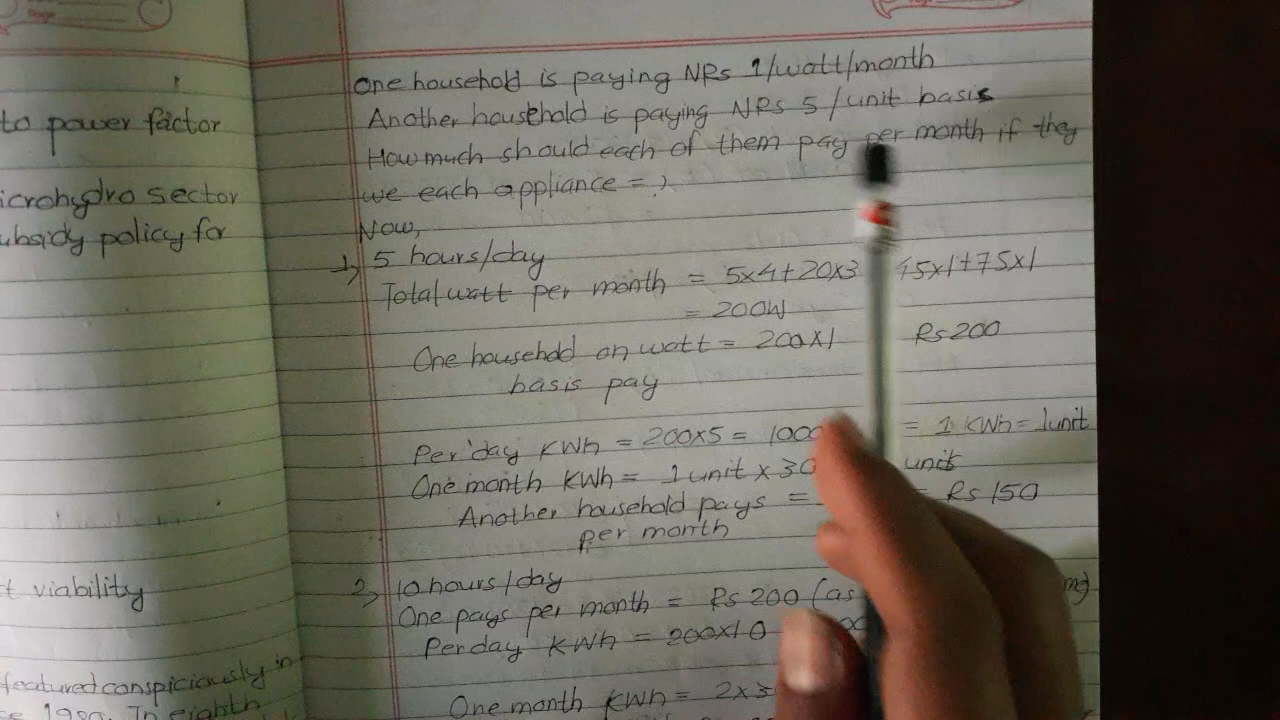 to power factor
icrohydro sector
ubsidy policy for
t viability
featured conspiciously in
One household is paying NRs 1/watt/month
Another household is paying NRs 5 /unit basis
How much should each of them pay per month if they
we each appliance = ?
Now,
1, 5 hours/day
Total watt per month = 5x4+20x3 45x1+75x1
= 200W
One household on watt = 200x1 Rs 200
basis pay
Per day KWh = 200x5 = 1000 = 1 KWh = 1unit
One month KWh = 1 unit x 30 units
Another household pays = = Rs 150
per month
2, 10 hours/day
One pays per month = Rs 200 (as
Per day KWh = 200x10
One month KWh = 2x3